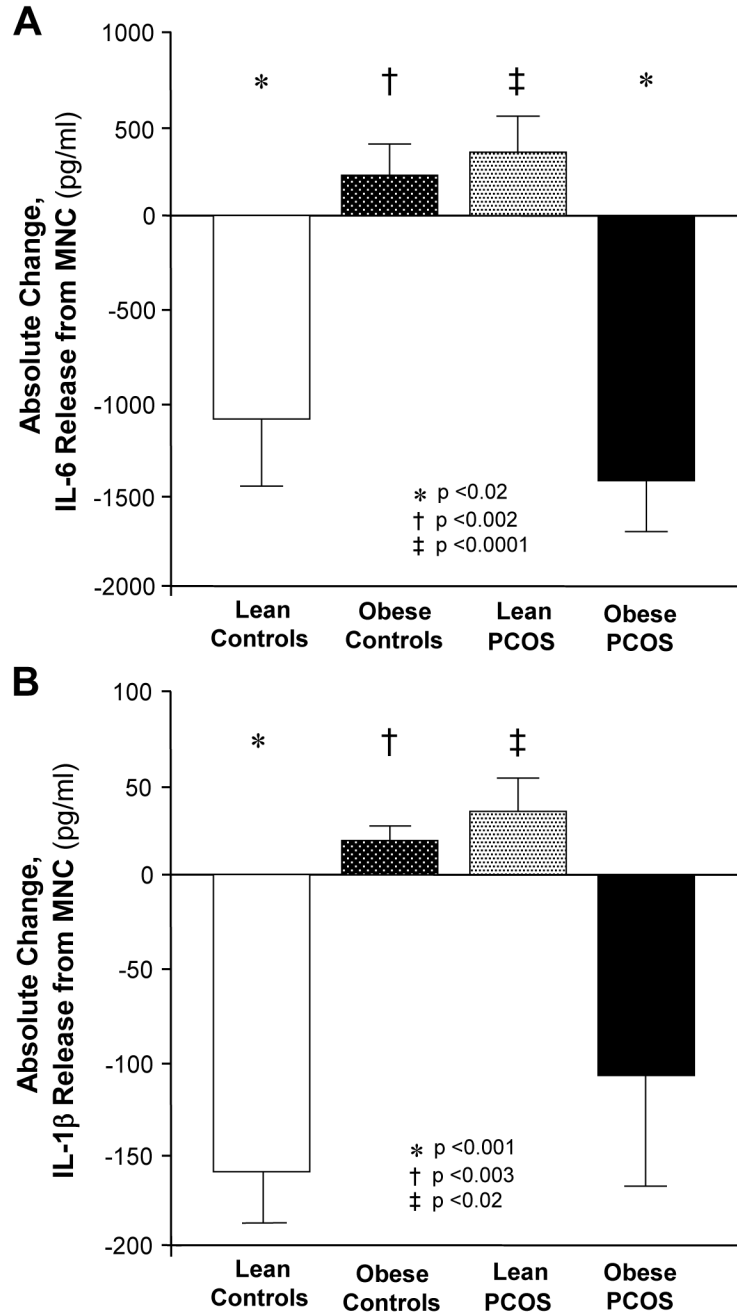 A
Absolute Change,
IL-6 Release from MNC (pg/ml)
1000
500
0
-500
-1000
-1500
-2000
* † ‡ *
* p <0.02
† p <0.002
‡ p <0.0001
Lean Controls
Obese Controls
Lean PCOS
Obese PCOS
B
Absolute Change,
IL-1β Release from MNC (pg/ml)
100
50
0
-50
-100
-150
-200
* † ‡
* p <0.001
† p <0.003
‡ p <0.02
Lean Controls
Obese Controls
Lean PCOS
Obese PCOS